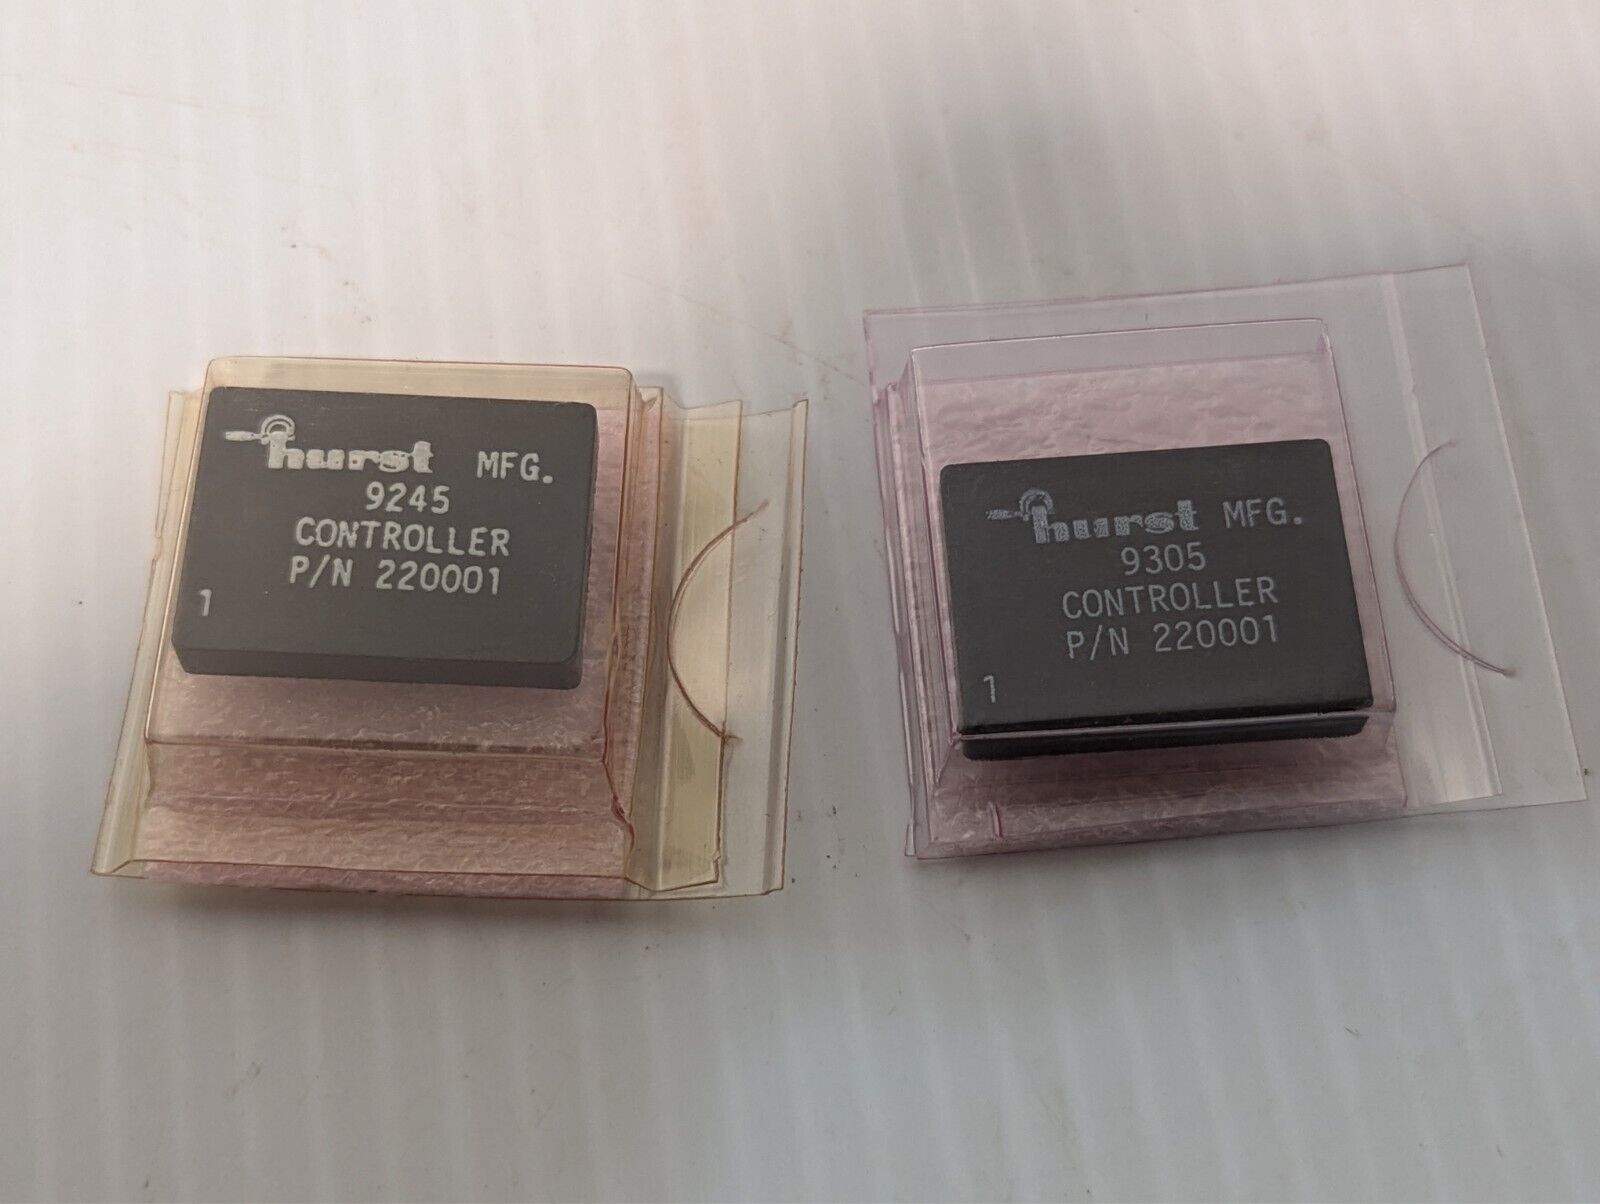 hurst MFG.
9245
CONTROLLER
P/N 220001
1
hurst MFG.
9305
CONTROLLER
P/N 220001
1